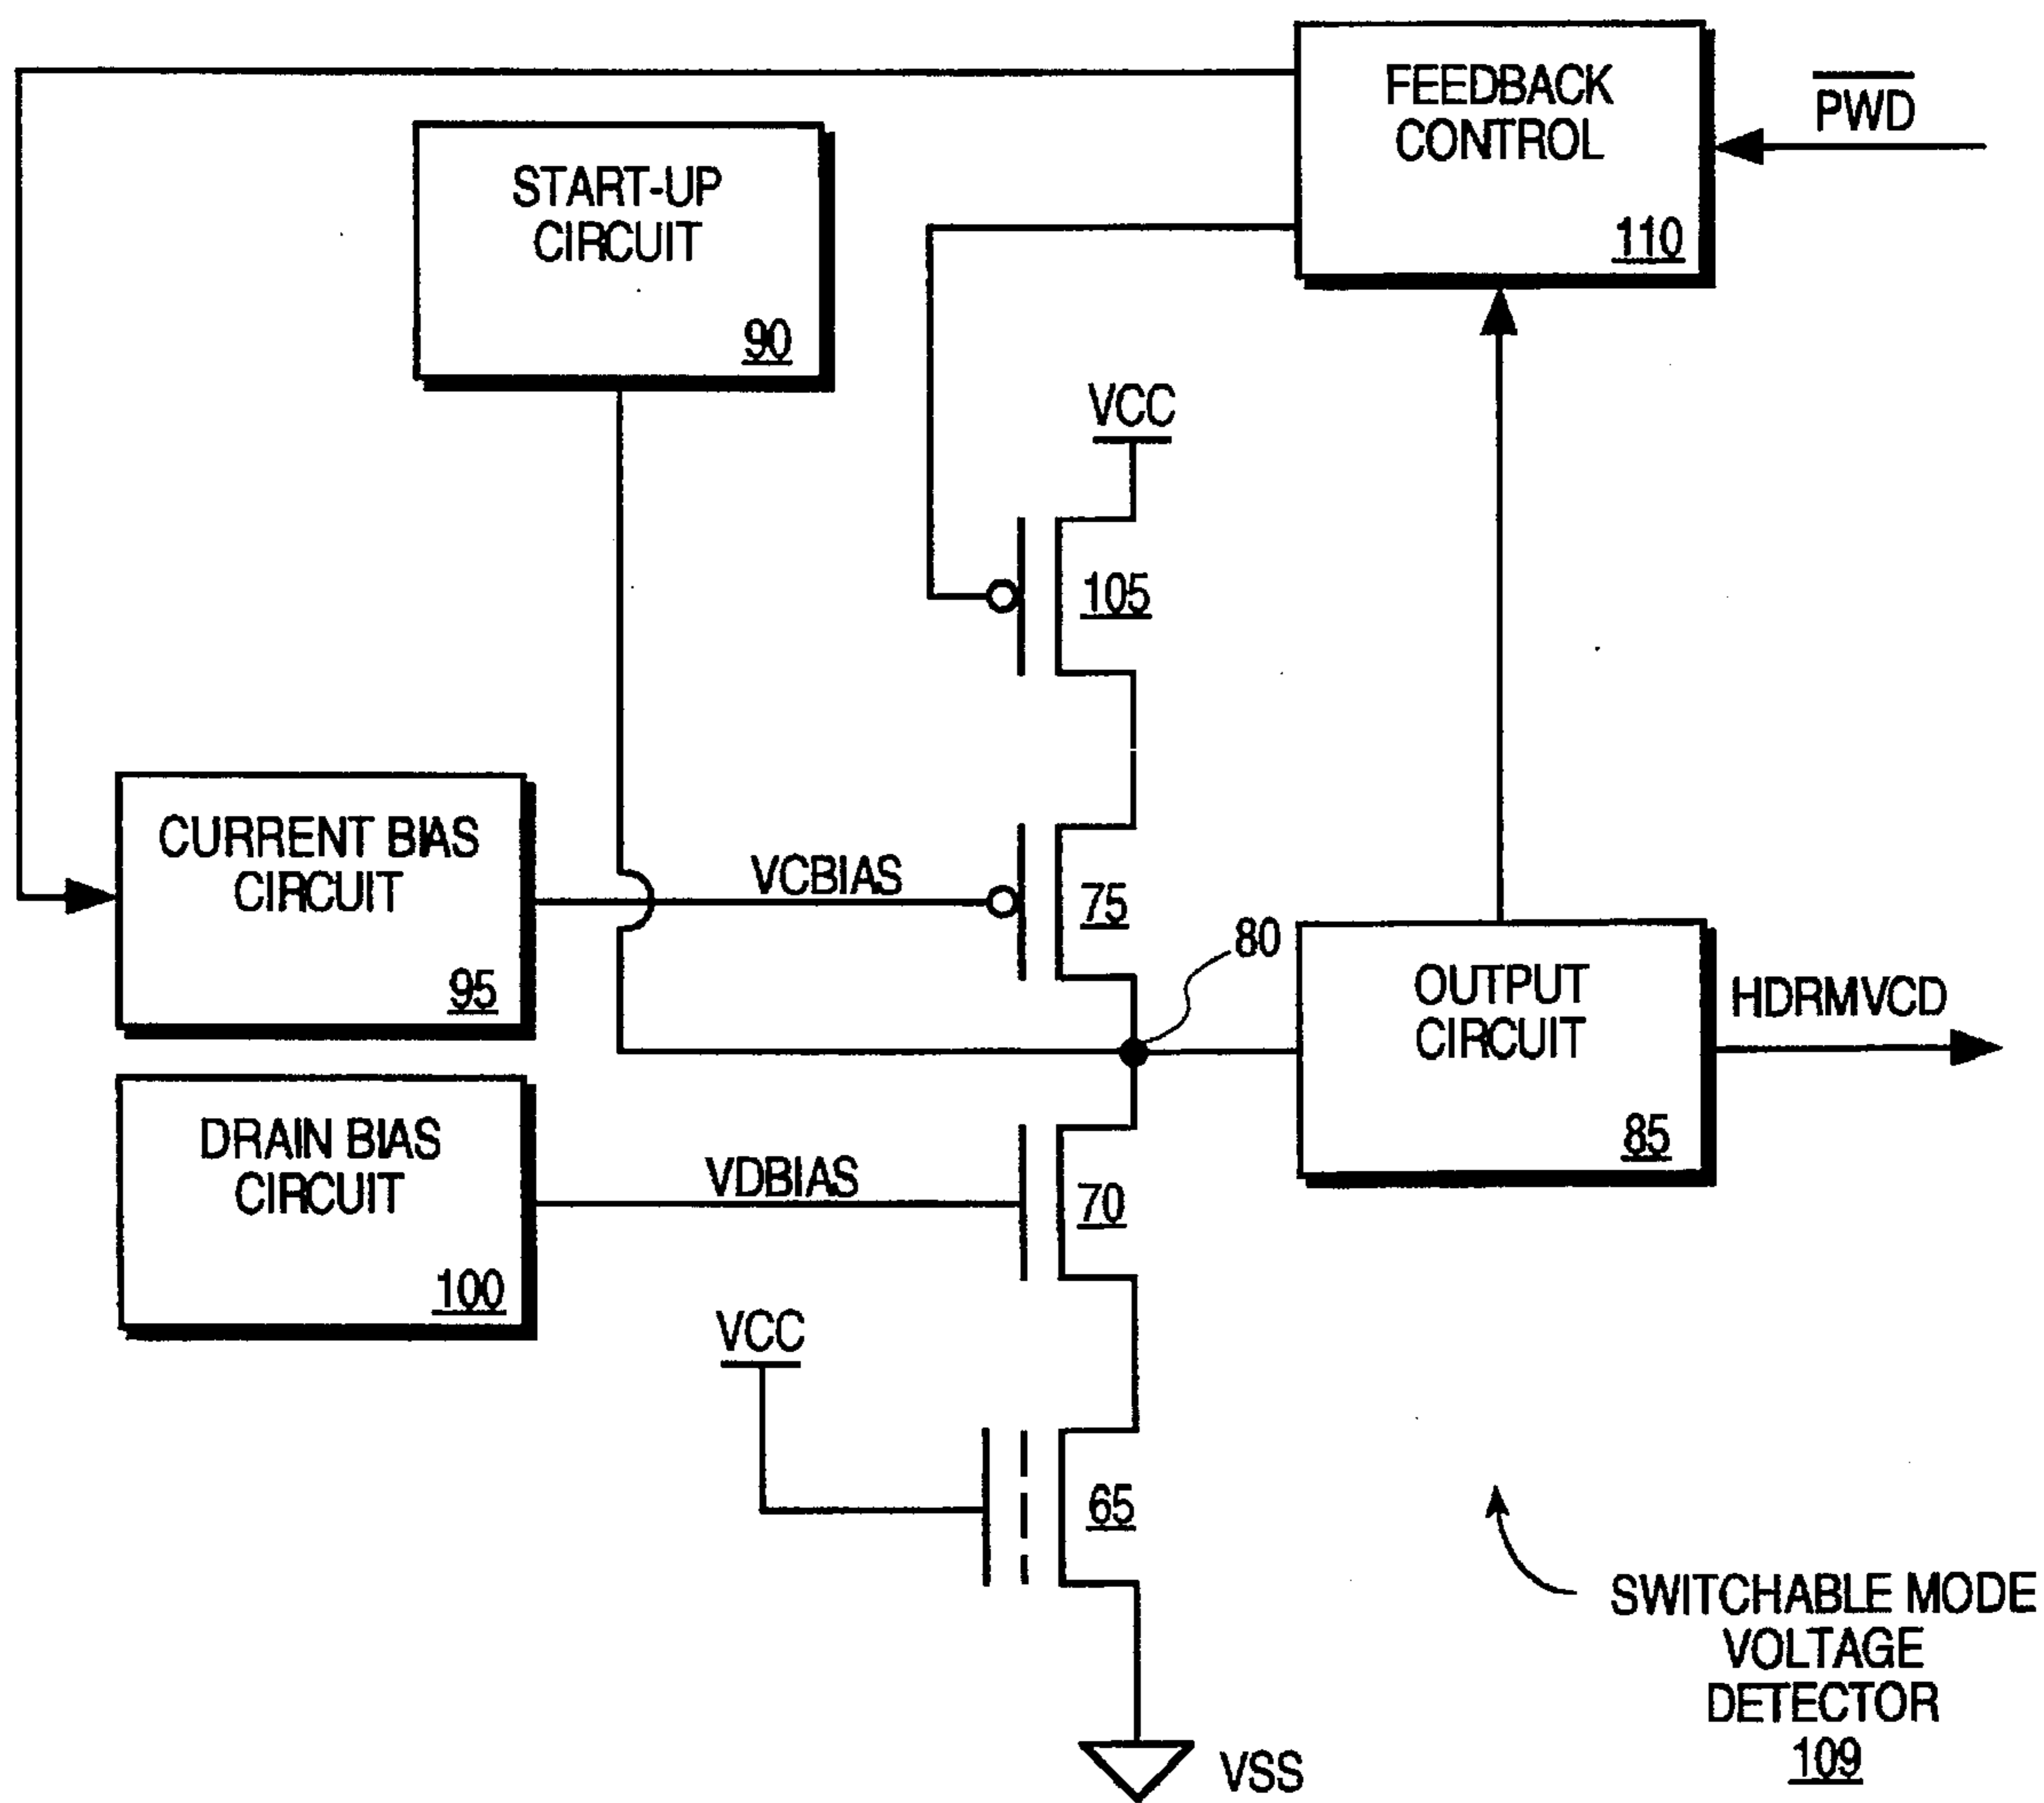 FEEDBACK
CONTROL
110
PWD
START-UP
CIRCUIT
90
VCC
105
CURRENT BIAS
CIRCUIT
95
VCBIAS
75
80
OUTPUT
CIRCUIT
85
HDRMVCD
DRAIN BIAS
CIRCUIT
100
VDBIAS
70
VCC
65
VSS
SWITCHABLE MODE
VOLTAGE
DETECTOR
109